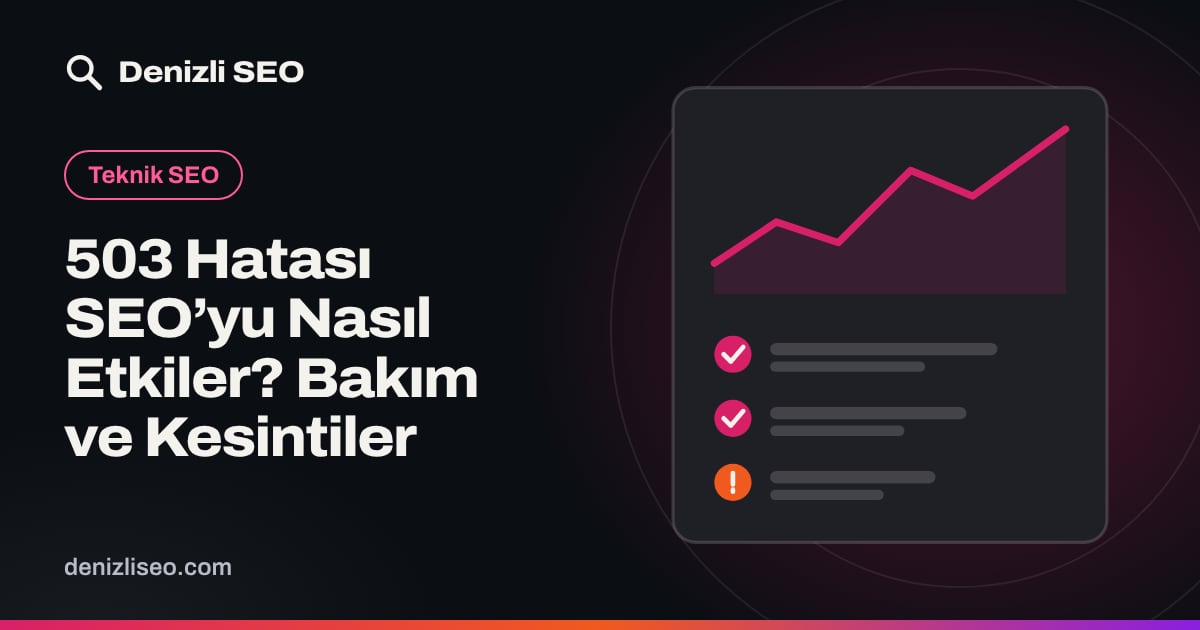 Denizli SEO
Teknik SEO
503 Hatası
SEO’yu Nasıl
Etkiler? Bakım
ve Kesintiler
denizliseo.com